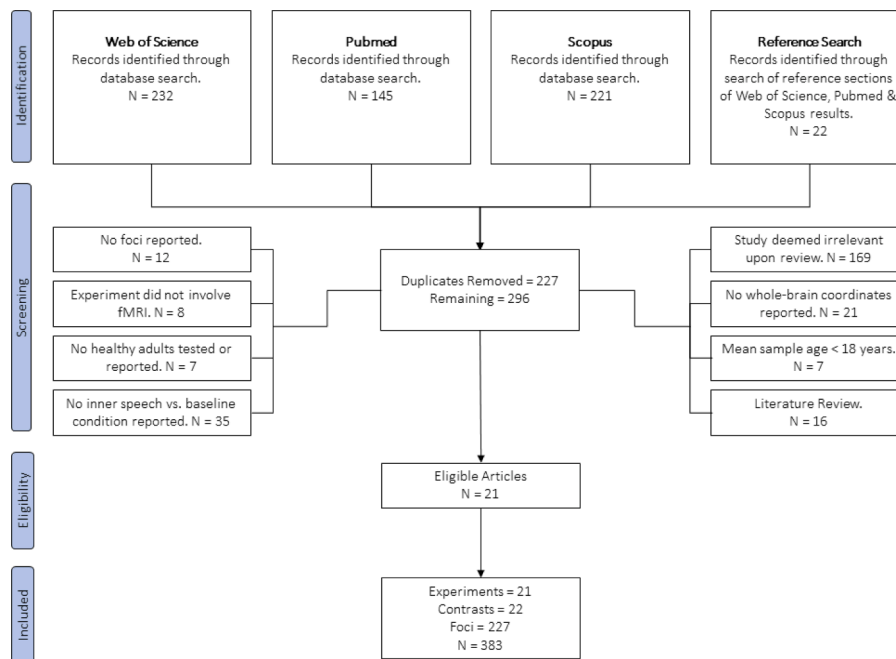 Identification
Web of Science
Records identified through
database search.
N = 232
Pubmed
Records identified through
database search.
N = 145
Scopus
Records identified through
database search.
N = 221
Reference Search
Records identified through
search of reference sections
of Web of Science, Pubmed &
Scopus results.
N = 22
Screening
No foci reported.
N = 12
Experiment did not involve
fMRI. N = 8
No healthy adults tested or
reported. N = 7
No inner speech vs. baseline
condition reported. N = 35
Duplicates Removed = 227
Remaining = 296
Study deemed irrelevant
upon review. N = 169
No whole-brain coordinates
reported. N = 21
Mean sample age < 18 years.
N = 7
Literature Review.
N = 16
Eligibility
Eligible Articles
N = 21
Included
Experiments = 21
Contrasts = 22
Foci = 227
N = 383